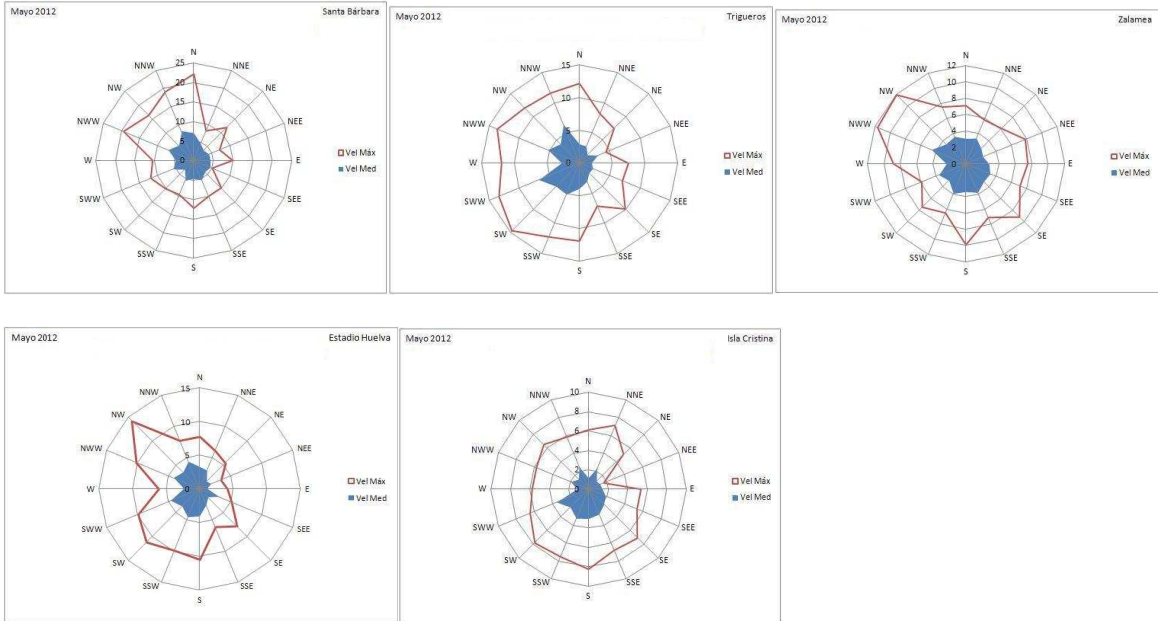 Mayo 2012 Santa Bárbara
N
NNW 25 NNE
20
NW NE
15
10
NWW NEE
5
W 0 E
Vel Máx
Vel Med
SWW SEE
SW SE
SSW SSE
S
Mayo 2012 Trigueros
N
NNW 15 NNE
NW 10 NE
NWW 5 NEE
W 0 E
Vel Máx
Vel Med
SWW SEE
SW SE
SSW SSE
S
Mayo 2012 Zalamea
N
NNW 12 NNE
10
NW 8 NE
6
NWW 4 NEE
2
W 0 E
Vel Máx
Vel Med
SWW SEE
SW SE
SSW SSE
S
Mayo 2012 Estadio Huelva
N
NNW 15 NNE
NW 10 NE
NWW 5 NEE
W 0 E
Vel Máx
Vel Med
SWW SEE
SW SE
SSW SSE
S
Mayo 2012 Isla Cristina
N
NNW 10 NNE
8
NW NE
6
4
NWW NEE
2
W 0 E
Vel Máx
Vel Med
SWW SEE
SW SE
SSW SSE
S